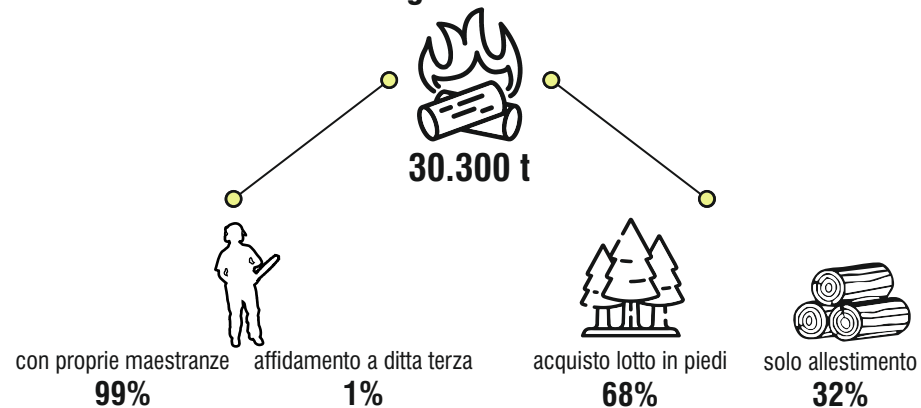 30.300 t
con proprie maestranze affidamento a ditta terza acquisto lotto in piedi solo allestimento
99% 1% 68% 32%